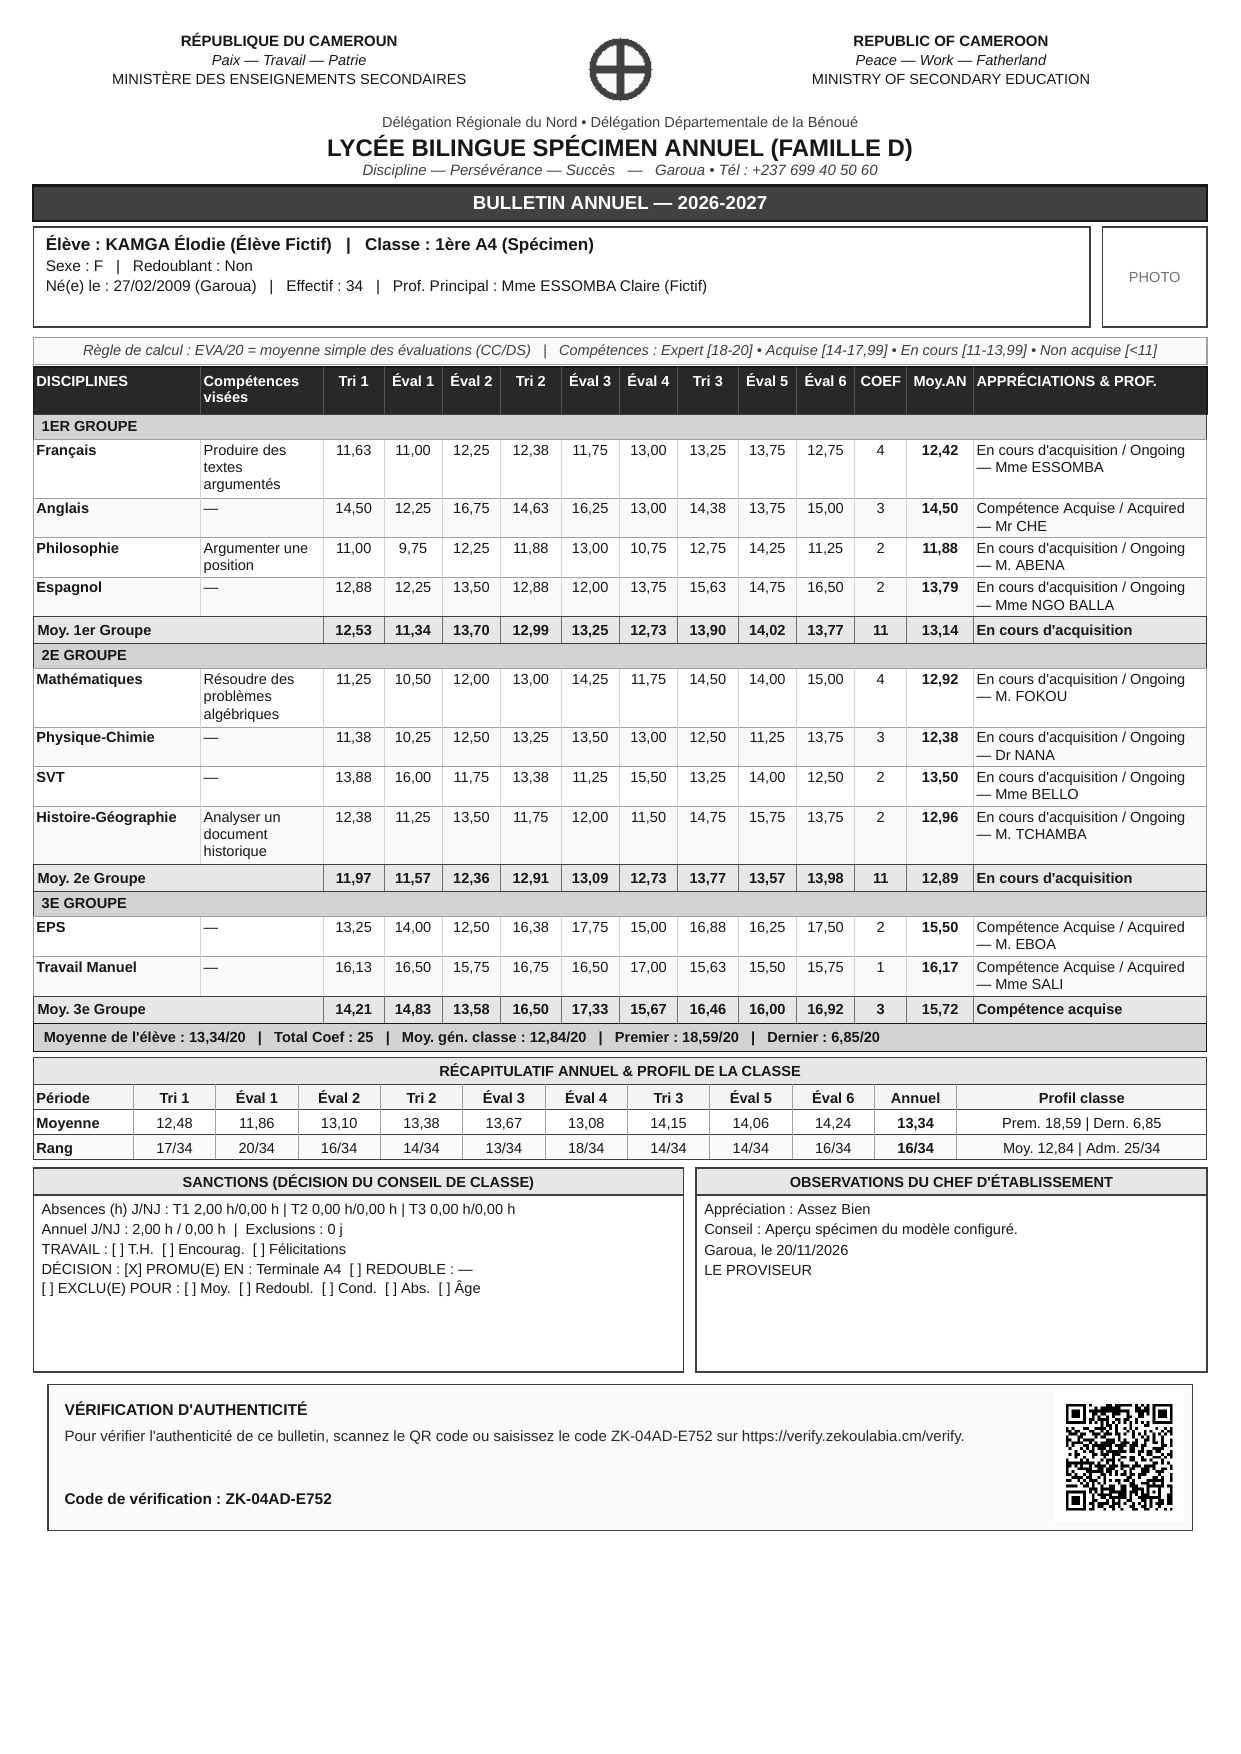 RÉPUBLIQUE DU CAMEROUN
Paix — Travail — Patrie
MINISTÈRE DES ENSEIGNEMENTS SECONDAIRES
REPUBLIC OF CAMEROON
Peace — Work — Fatherland
MINISTRY OF SECONDARY EDUCATION
Délégation Régionale du Nord • Délégation Départementale de la Bénoué
LYCÉE BILINGUE SPÉCIMEN ANNUEL (FAMILLE D)
Discipline — Persévérance — Succès — Garoua • Tél : +237 699 40 50 60
BULLETIN ANNUEL — 2026-2027
Élève : KAMGA Élodie (Élève Fictif) | Classe : 1ère A4 (Spécimen)
Sexe : F | Redoublant : Non
Né(e) le : 27/02/2009 (Garoua) | Effectif : 34 | Prof. Principal : Mme ESSOMBA Claire (Fictif)
PHOTO
Règle de calcul : EVA/20 = moyenne simple des évaluations (CC/DS) | Compétences : Expert [18-20] • Acquise [14-17,99] • En cours [11-13,99] • Non acquise [<11]
DISCIPLINES Compétences visées Tri 1 Éval 1 Éval 2 Tri 2 Éval 3 Éval 4 Tri 3 Éval 5 Éval 6 COEF Moy.AN APPRÉCIATIONS & PROF.
1ER GROUPE
Français Produire des textes argumentés 11,63 11,00 12,25 12,38 11,75 13,00 13,25 13,75 12,75 4 12,42 En cours d'acquisition / Ongoing — Mme ESSOMBA
Anglais — 14,50 12,25 16,75 14,63 16,25 13,00 14,38 13,75 15,00 3 14,50 Compétence Acquise / Acquired — Mr CHE
Philosophie Argumenter une position 11,00 9,75 12,25 11,88 13,00 10,75 12,75 14,25 11,25 2 11,88 En cours d'acquisition / Ongoing — M. ABENA
Espagnol — 12,88 12,25 13,50 12,88 12,00 13,75 15,63 14,75 16,50 2 13,79 En cours d'acquisition / Ongoing — Mme NGO BALLA
Moy. 1er Groupe 12,53 11,34 13,70 12,99 13,25 12,73 13,90 14,02 13,77 11 13,14 En cours d'acquisition
2E GROUPE
Mathématiques Résoudre des problèmes algébriques 11,25 10,50 12,00 13,00 14,25 11,75 14,50 14,00 15,00 4 12,92 En cours d'acquisition / Ongoing — M. FOKOU
Physique-Chimie — 11,38 10,25 12,50 13,25 13,50 13,00 12,50 11,25 13,75 3 12,38 En cours d'acquisition / Ongoing — Dr NANA
SVT — 13,88 16,00 11,75 13,38 11,25 15,50 13,25 14,00 12,50 2 13,50 En cours d'acquisition / Ongoing — Mme BELLO
Histoire-Géographie Analyser un document historique 12,38 11,25 13,50 11,75 12,00 11,50 14,75 15,75 13,75 2 12,96 En cours d'acquisition / Ongoing — M. TCHAMBA
Moy. 2e Groupe 11,97 11,57 12,36 12,91 13,09 12,73 13,77 13,57 13,98 11 12,89 En cours d'acquisition
3E GROUPE
EPS — 13,25 14,00 12,50 16,38 17,75 15,00 16,88 16,25 17,50 2 15,50 Compétence Acquise / Acquired — M. EBOA
Travail Manuel — 16,13 16,50 15,75 16,75 16,50 17,00 15,63 15,50 15,75 1 16,17 Compétence Acquise / Acquired — Mme SALI
Moy. 3e Groupe 14,21 14,83 13,58 16,50 17,33 15,67 16,46 16,00 16,92 3 15,72 Compétence acquise
Moyenne de l'élève : 13,34/20 | Total Coef : 25 | Moy. gén. classe : 12,84/20 | Premier : 18,59/20 | Dernier : 6,85/20
RÉCAPITULATIF ANNUEL & PROFIL DE LA CLASSE
Période Tri 1 Éval 1 Éval 2 Tri 2 Éval 3 Éval 4 Tri 3 Éval 5 Éval 6 Annuel Profil classe
Moyenne 12,48 11,86 13,10 13,38 13,67 13,08 14,15 14,06 14,24 13,34 Prem. 18,59 | Dern. 6,85
Rang 17/34 20/34 16/34 14/34 13/34 18/34 14/34 14/34 16/34 16/34 Moy. 12,84 | Adm. 25/34
SANCTIONS (DÉCISION DU CONSEIL DE CLASSE)
Absences (h) J/NJ : T1 2,00 h/0,00 h | T2 0,00 h/0,00 h | T3 0,00 h/0,00 h
Annuel J/NJ : 2,00 h / 0,00 h | Exclusions : 0 j
TRAVAIL : [ ] T.H. [ ] Encourag. [ ] Félicitations
DÉCISION : [X] PROMU(E) EN : Terminale A4 [ ] REDOUBLE : —
[ ] EXCLU(E) POUR : [ ] Moy. [ ] Redoubl. [ ] Cond. [ ] Abs. [ ] Âge
OBSERVATIONS DU CHEF D'ÉTABLISSEMENT
Appréciation : Assez Bien
Conseil : Aperçu spécimen du modèle configuré.
Garoua, le 20/11/2026
LE PROVISEUR
VÉRIFICATION D'AUTHENTICITÉ
Pour vérifier l'authenticité de ce bulletin, scannez le QR code ou saisissez le code ZK-04AD-E752 sur https://verify.zekoulabia.cm/verify.
Code de vérification : ZK-04AD-E752